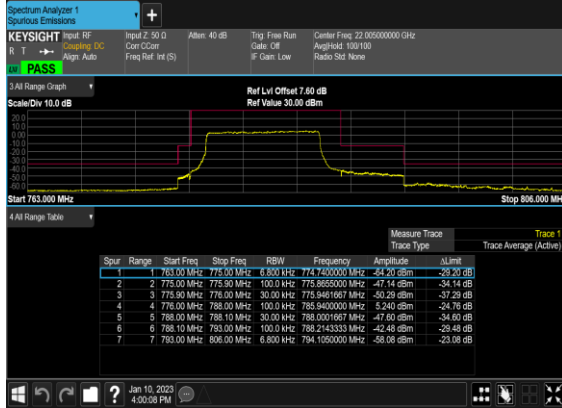 Spectrum Analyzer 1
Spurious Emissions
KEYSIGHT Input: RF Input Z: 50 Ω Atten: 40 dB Trig: Free Run Center Freq: 22.005000000 GHz
R T Coupling: DC Corr CCorr Gate: Off Avg|Hold: 100/100
Align: Auto Freq Ref: Int (S) IF Gain: Low Radio Std: None
PASS
3 All Range Graph Ref Lvl Offset 7.60 dB
Scale/Div 10.0 dB Ref Value 30.00 dBm
20.0
10.0
0.00
-10.0
-20.0
-30.0
-40.0
-50.0
-60.0
Start 763.000 MHz Stop 806.000 MH
4 All Range Table
Measure Trace Trace 1
Trace Type Trace Average (Active)
Spur Range Start Freq Stop Freq RBW Frequency Amplitude ΔLimit
1 1 763.00 MHz 775.00 MHz 6.800 kHz 774.7400000 MHz -64.20 dBm -29.20 dB
2 2 775.00 MHz 775.90 MHz 100.0 kHz 775.8655000 MHz -47.14 dBm -34.14 dB
3 3 775.90 MHz 776.00 MHz 30.00 kHz 775.9461667 MHz -50.29 dBm -37.29 dB
4 4 776.00 MHz 788.00 MHz 100.0 kHz 785.9400000 MHz 5.240 dBm -24.76 dB
5 5 788.00 MHz 788.10 MHz 30.00 kHz 788.0001667 MHz -47.60 dBm -34.60 dB
6 6 788.10 MHz 793.00 MHz 100.0 kHz 788.2143333 MHz -42.48 dBm -29.48 dB
7 7 793.00 MHz 806.00 MHz 6.800 kHz 794.1050000 MHz -58.08 dBm -23.08 dB
? Jan 10, 2023
4:00:08 PM